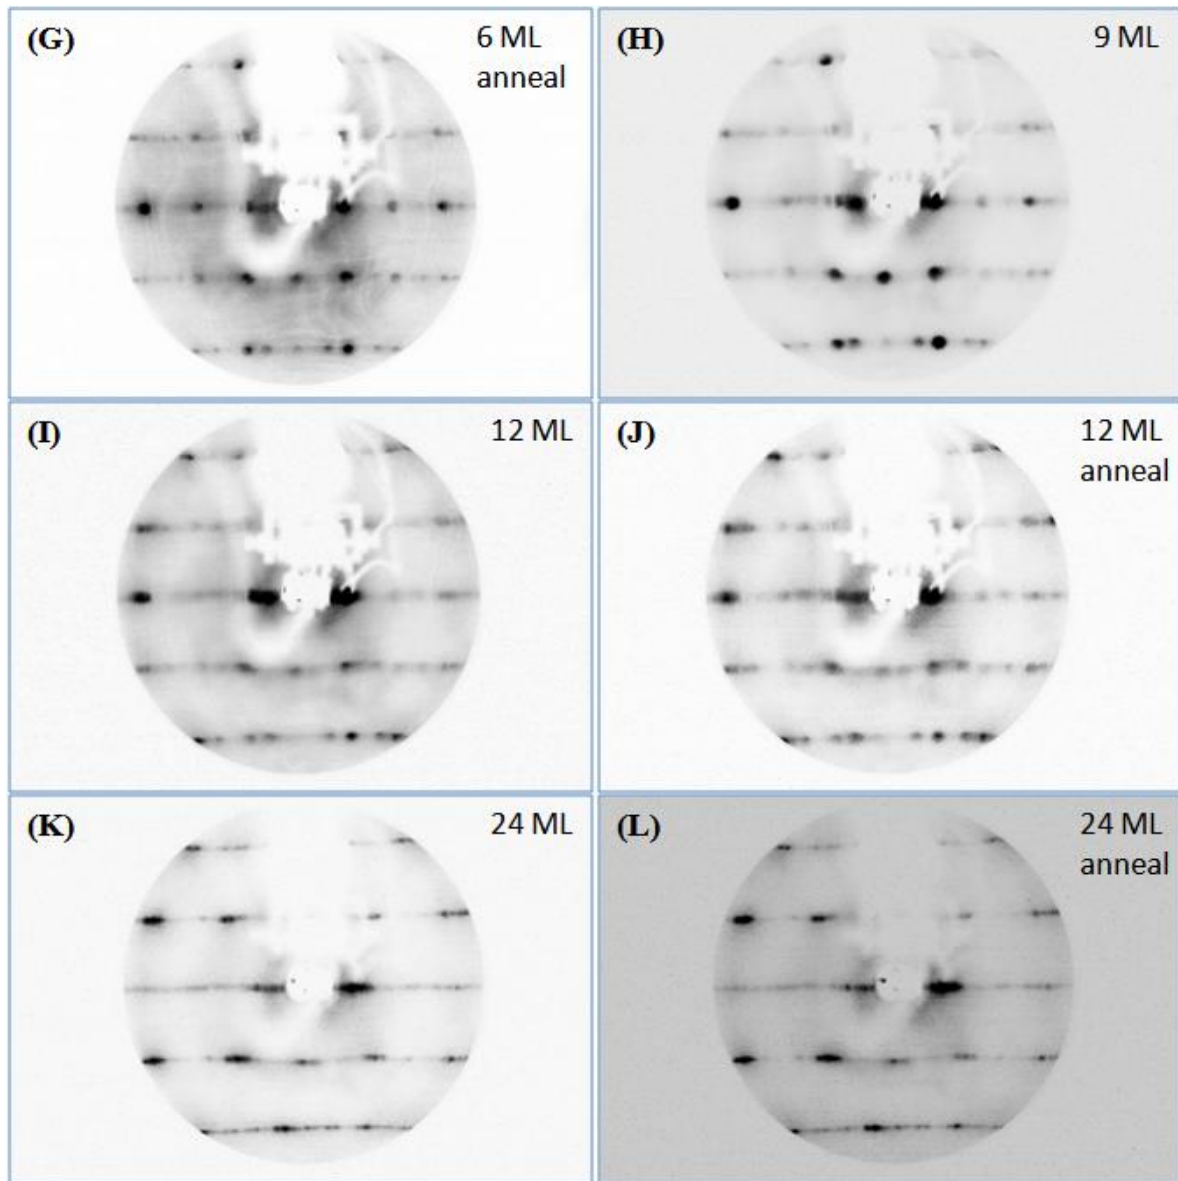 (G) 6 ML
anneal
(H) 9 ML
(I) 12 ML
(J) 12 ML
anneal
(K) 24 ML
(L) 24 ML
anneal